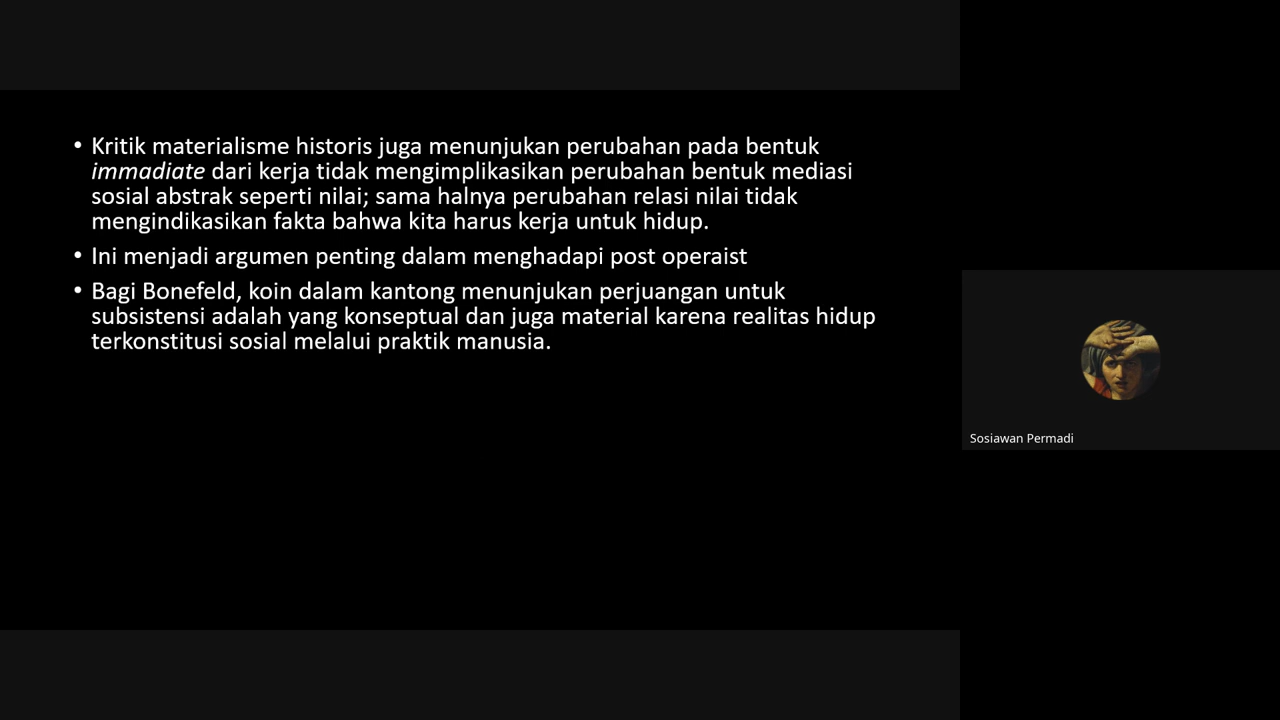 • Kritik materialisme historis juga menunjukan perubahan pada bentuk
immadiate dari kerja tidak mengimplikasikan perubahan bentuk mediasi
sosial abstrak seperti nilai; sama halnya perubahan relasi nilai tidak
mengindikasikan fakta bahwa kita harus kerja untuk hidup.
• Ini menjadi argumen penting dalam menghadapi post operaist
• Bagi Bonefeld, koin dalam kantong menunjukan perjuangan untuk
subsistensi adalah yang konseptual dan juga material karena realitas hidup
terkonstitusi sosial melalui praktik manusia.
Sosiawan Permadi